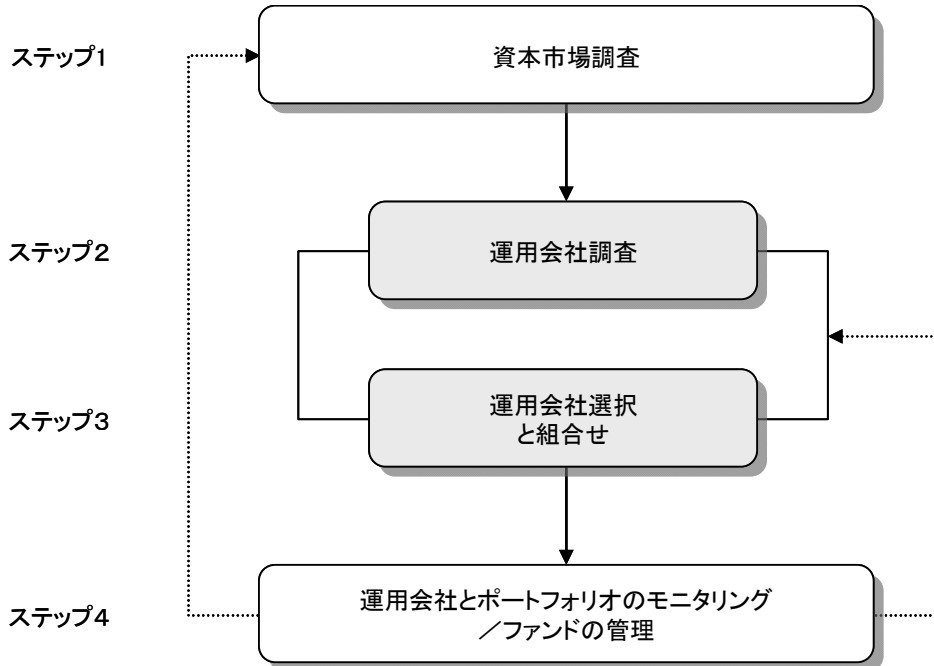 ステップ1
資本市場調査
ステップ2
運用会社調査
ステップ3
運用会社選択
と組合せ
ステップ4
運用会社とポートフォリオのモニタリング
／ファンドの管理